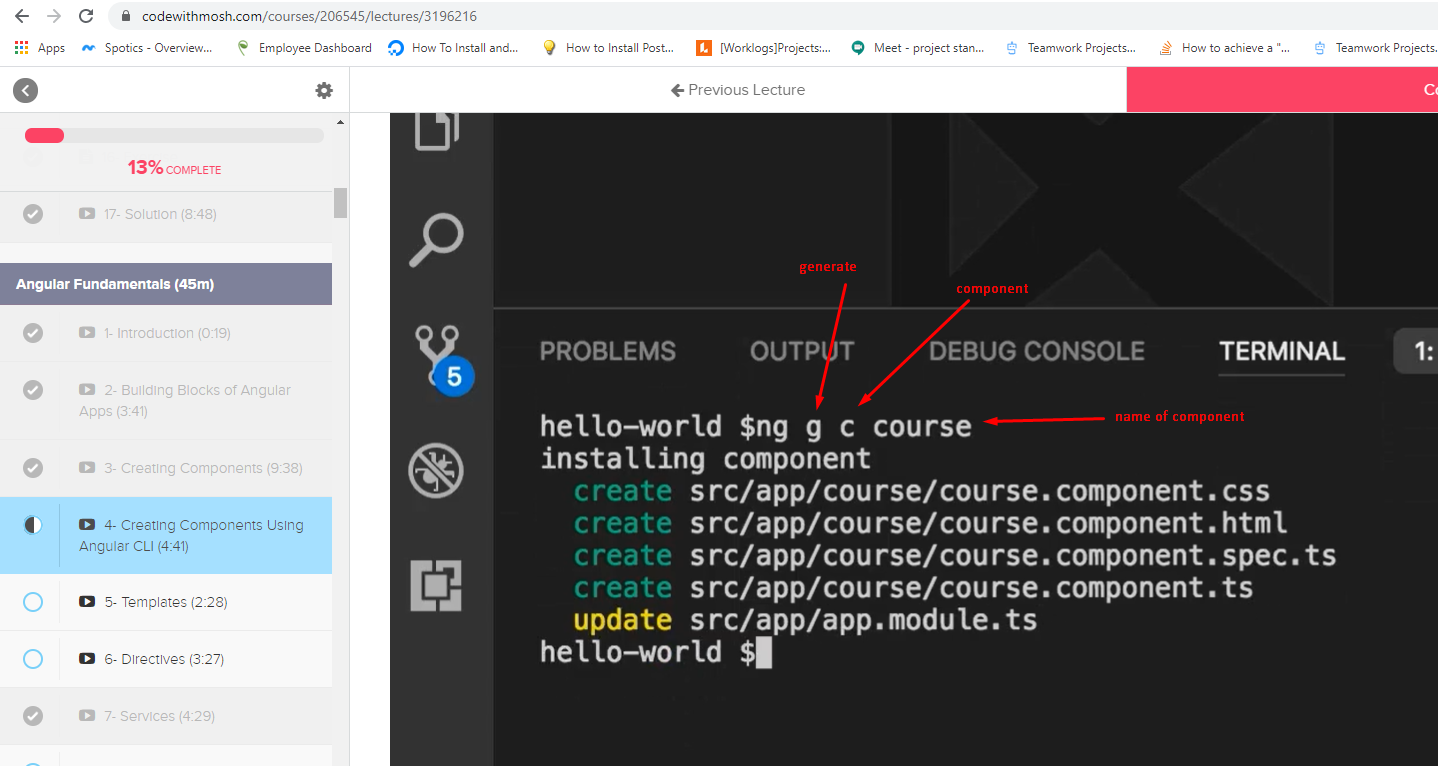 codewithmosh.com/courses/206545/lectures/3196216
Apps
Spotics - Overview...
Employee Dashboard
How To Install and...
How to Install Post...
[Worklogs]Projects:...
Meet - project stan...
Teamwork Projects...
How to achieve a "...
Teamwork Projects.
Previous Lecture
Co
13% COMPLETE
17- Solution (8:48)
Angular Fundamentals (45m)
1- Introduction (0:19)
2- Building Blocks of Angular
Apps (3:41)
3- Creating Components (9:38)
4- Creating Components Using
Angular CLI (4:41)
5- Templates (2:28)
6- Directives (3:27)
7- Services (4:29)
5
generate
component
PROBLEMS
OUTPUT
DEBUG CONSOLE
TERMINAL
1:
hello-world $ng g c course
name of component
installing component
create src/app/course/course.component.css
create src/app/course/course.component.html
create src/app/course/course.component.spec.ts
create src/app/course/course.component.ts
update src/app/app.module.ts
hello-world $